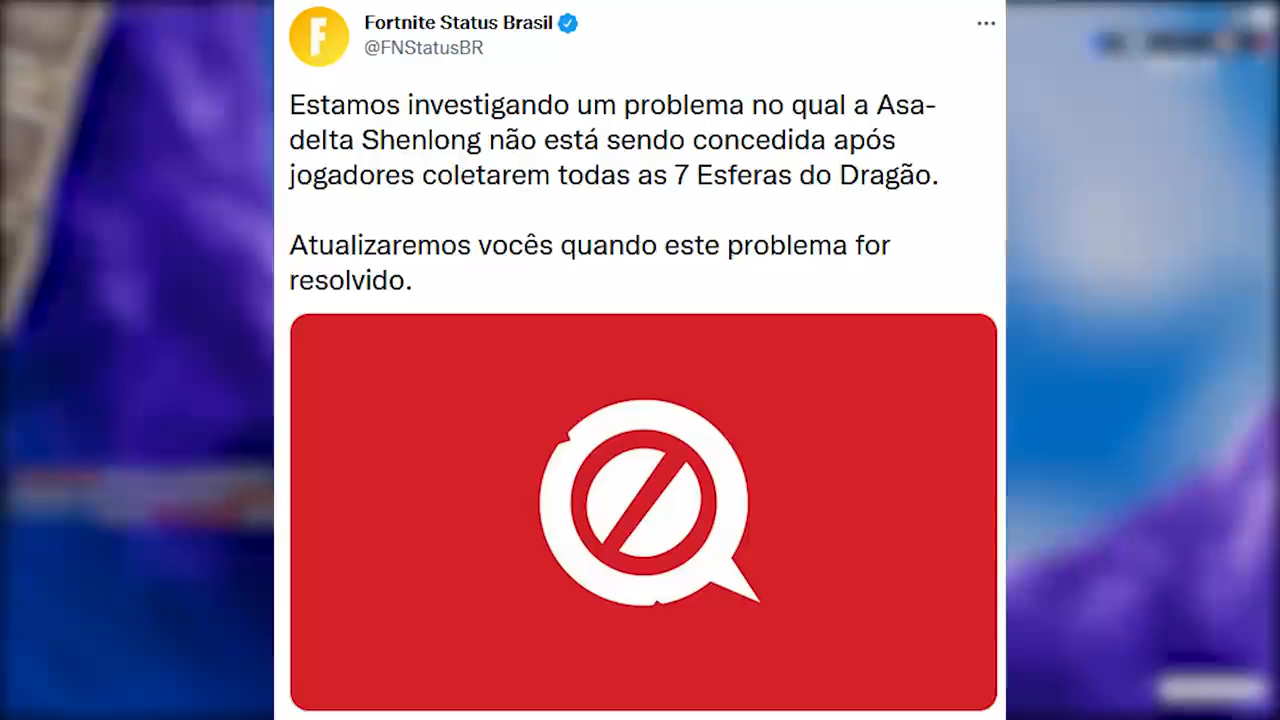 Fortnite Status Brasil
@FNStatusBR
Estamos investigando um problema no qual a Asa-
delta Shenlong não está sendo concedida após
jogadores coletarem todas as 7 Esferas do Dragão.
Atualizaremos vocês quando este problema for
resolvido.